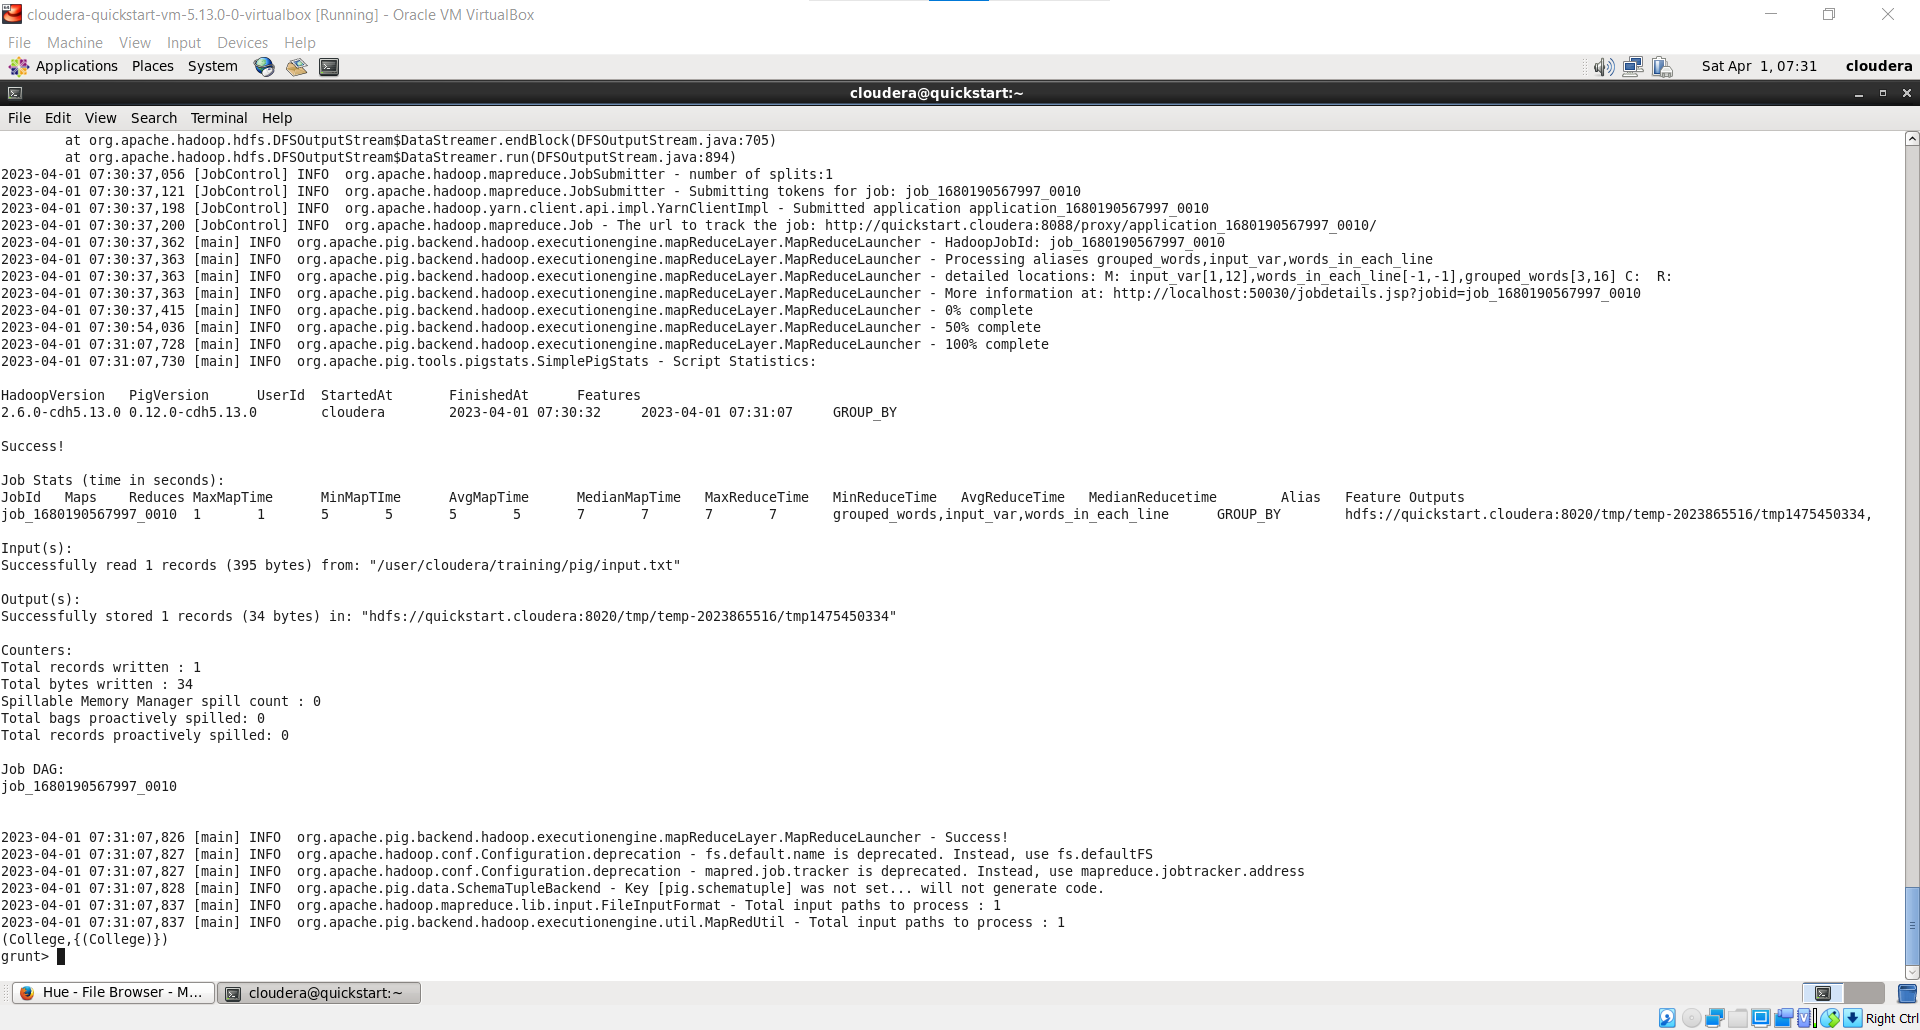 cloudera-quickstart-vm-5.13.0-0-virtualbox [Running] - Oracle VM VirtualBox
File Machine View Input Devices Help
Applications Places System Sat Apr 1, 07:31 cloudera
cloudera@quickstart:~
File Edit View Search Terminal Help
at org.apache.hadoop.hdfs.DFSOutputStream$DataStreamer.endBlock(DFSOutputStream.java:705)
at org.apache.hadoop.hdfs.DFSOutputStream$DataStreamer.run(DFSOutputStream.java:894)
2023-04-01 07:30:37,056 [JobControl] INFO  org.apache.hadoop.mapreduce.JobSubmitter - number of splits:1
2023-04-01 07:30:37,121 [JobControl] INFO  org.apache.hadoop.mapreduce.JobSubmitter - Submitting tokens for job: job_1680190567997_0010
2023-04-01 07:30:37,198 [JobControl] INFO  org.apache.hadoop.yarn.client.api.impl.YarnClientImpl - Submitted application application_1680190567997_0010
2023-04-01 07:30:37,200 [JobControl] INFO  org.apache.hadoop.mapreduce.Job - The url to track the job: http://quickstart.cloudera:8088/proxy/application_1680190567997_0010/
2023-04-01 07:30:37,362 [main] INFO  org.apache.pig.backend.hadoop.executionengine.mapReduceLayer.MapReduceLauncher - HadoopJobId: job_1680190567997_0010
2023-04-01 07:30:37,363 [main] INFO  org.apache.pig.backend.hadoop.executionengine.mapReduceLayer.MapReduceLauncher - Processing aliases grouped_words,input_var,words_in_each_line
2023-04-01 07:30:37,363 [main] INFO  org.apache.pig.backend.hadoop.executionengine.mapReduceLayer.MapReduceLauncher - detailed locations: M: input_var[1,12],words_in_each_line[-1,-1],grouped_words[3,16] C:  R:
2023-04-01 07:30:37,363 [main] INFO  org.apache.pig.backend.hadoop.executionengine.mapReduceLayer.MapReduceLauncher - More information at: http://localhost:50030/jobdetails.jsp?jobid=job_1680190567997_0010
2023-04-01 07:30:37,415 [main] INFO  org.apache.pig.backend.hadoop.executionengine.mapReduceLayer.MapReduceLauncher - 0% complete
2023-04-01 07:30:54,036 [main] INFO  org.apache.pig.backend.hadoop.executionengine.mapReduceLayer.MapReduceLauncher - 50% complete
2023-04-01 07:31:07,728 [main] INFO  org.apache.pig.backend.hadoop.executionengine.mapReduceLayer.MapReduceLauncher - 100% complete
2023-04-01 07:31:07,730 [main] INFO  org.apache.pig.tools.pigstats.SimplePigStats - Script Statistics:
HadoopVersion PigVersion UserId StartedAt FinishedAt Features
2.6.0-cdh5.13.0 0.12.0-cdh5.13.0 cloudera 2023-04-01 07:30:32 2023-04-01 07:31:07 GROUP_BY
Success!
Job Stats (time in seconds):
JobId Maps Reduces MaxMapTime MinMapTIme AvgMapTime MedianMapTime MaxReduceTime MinReduceTime AvgReduceTime MedianReducetime Alias Feature Outputs
job_1680190567997_0010 1 1 5 5 5 5 7 7 7 7 grouped_words,input_var,words_in_each_line GROUP_BY hdfs://quickstart.cloudera:8020/tmp/temp-2023865516/tmp1475450334,
Input(s):
Successfully read 1 records (395 bytes) from: "/user/cloudera/training/pig/input.txt"
Output(s):
Successfully stored 1 records (34 bytes) in: "hdfs://quickstart.cloudera:8020/tmp/temp-2023865516/tmp1475450334"
Counters:
Total records written : 1
Total bytes written : 34
Spillable Memory Manager spill count : 0
Total bags proactively spilled: 0
Total records proactively spilled: 0
Job DAG:
job_1680190567997_0010
2023-04-01 07:31:07,826 [main] INFO  org.apache.pig.backend.hadoop.executionengine.mapReduceLayer.MapReduceLauncher - Success!
2023-04-01 07:31:07,827 [main] INFO  org.apache.hadoop.conf.Configuration.deprecation - fs.default.name is deprecated. Instead, use fs.defaultFS
2023-04-01 07:31:07,827 [main] INFO  org.apache.hadoop.conf.Configuration.deprecation - mapred.job.tracker is deprecated. Instead, use mapreduce.jobtracker.address
2023-04-01 07:31:07,828 [main] INFO  org.apache.pig.data.SchemaTupleBackend - Key [pig.schematuple] was not set... will not generate code.
2023-04-01 07:31:07,837 [main] INFO  org.apache.hadoop.mapreduce.lib.input.FileInputFormat - Total input paths to process : 1
2023-04-01 07:31:07,837 [main] INFO  org.apache.pig.backend.hadoop.executionengine.util.MapRedUtil - Total input paths to process : 1
(College,{(College)})
grunt>
Hue - File Browser - M... cloudera@quickstart:~
Right Ctrl